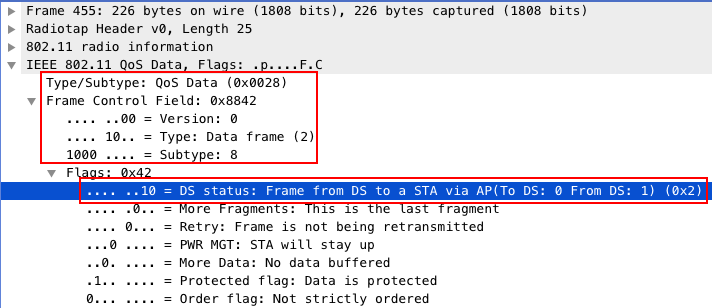 Frame 455: 226 bytes on wire (1808 bits), 226 bytes captured (1808 bits)
Radiotap Header v0, Length 25
802.11 radio information
IEEE 802.11 QoS Data, Flags: .p....F.C
Type/Subtype: QoS Data (0x0028)
Frame Control Field: 0x8842
.... ..00 = Version: 0
.... 10.. = Type: Data frame (2)
1000 .... = Subtype: 8
Flags: 0x42
.... ..10 = DS status: Frame from DS to a STA via AP(To DS: 0 From DS: 1) (0x2)
.... .0.. = More Fragments: This is the last fragment
.... 0... = Retry: Frame is not being retransmitted
...0 .... = PWR MGT: STA will stay up
..0. .... = More Data: No data buffered
.1.. .... = Protected flag: Data is protected
0... .... = Order flag: Not strictly ordered